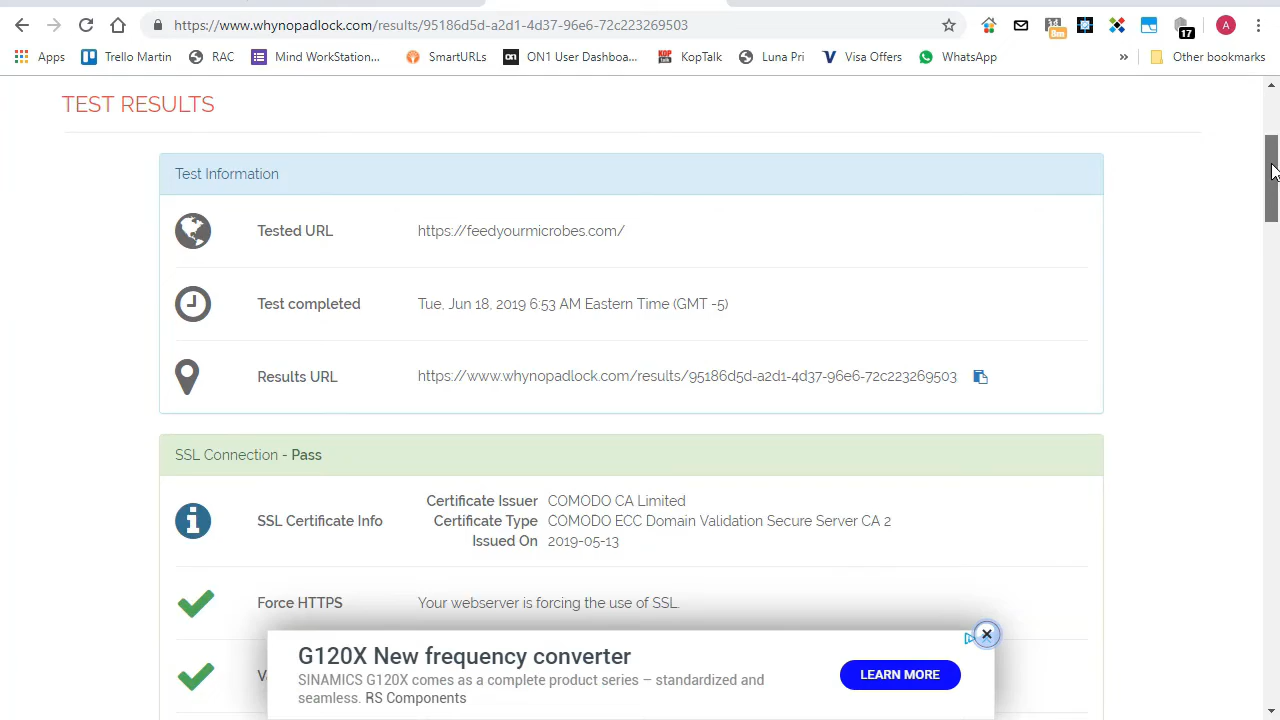 https://www.whynopadlock.com/results/95186d5d-a2d1-4d37-96e6-72c223269503
8m
17
A
Apps
Trello Martin
RAC
Mind WorkStation...
SmartURLs
on1
ON1 User Dashboa...
KOP
talk
KopTalk
Luna Pri
Visa Offers
WhatsApp
»
Other bookmarks
TEST RESULTS
Test Information
Tested URL https://feedyourmicrobes.com/
Test completed Tue, Jun 18, 2019 6:53 AM Eastern Time (GMT -5)
Results URL https://www.whynopadlock.com/results/95186d5d-a2d1-4d37-96e6-72c223269503
SSL Connection - Pass
SSL Certificate Info
Certificate Issuer COMODO CA Limited
Certificate Type COMODO ECC Domain Validation Secure Server CA 2
Issued On 2019-05-13
Force HTTPS Your webserver is forcing the use of SSL.
G120X New frequency converter
SINAMICS G120X comes as a complete product series – standardized and
seamless. RS Components
LEARN MORE